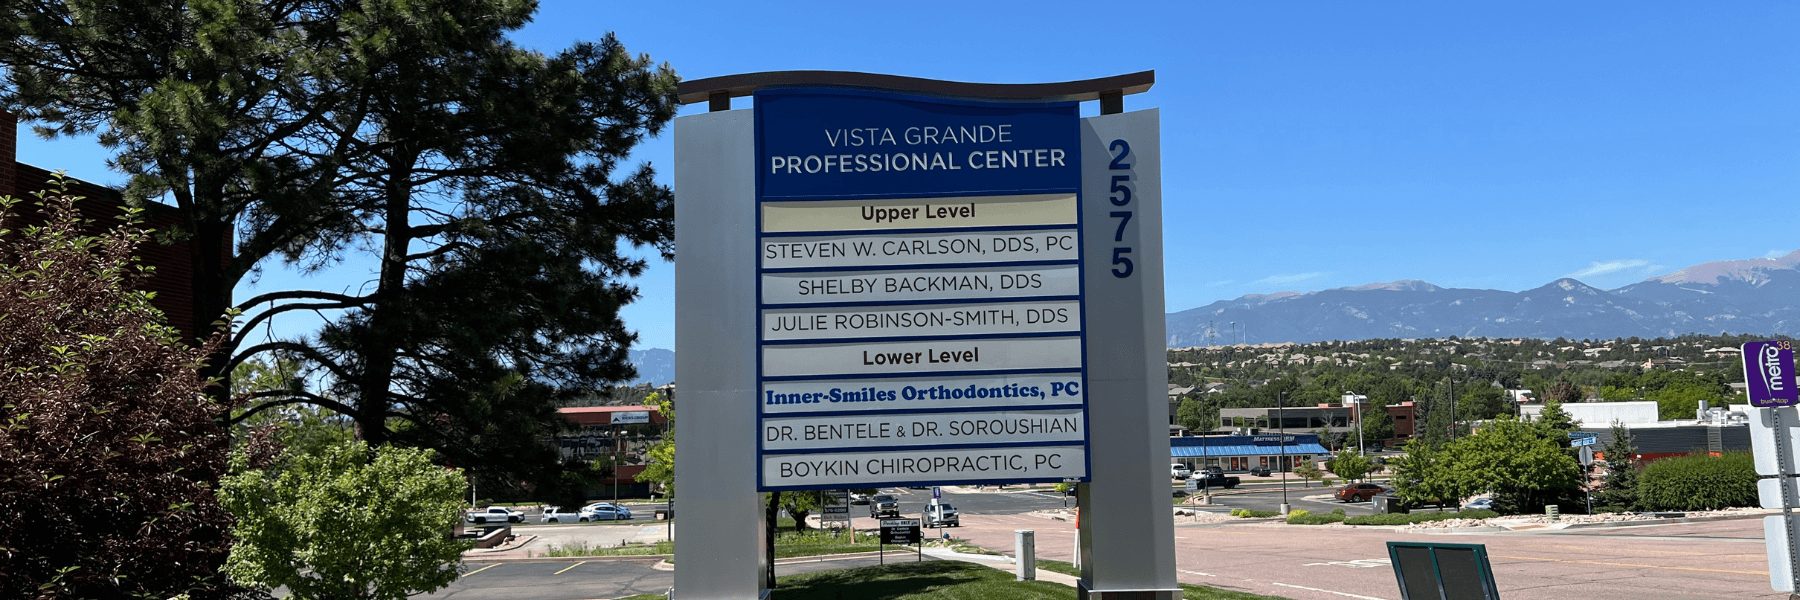 VISTA GRANDE
PROFESSIONAL CENTER
2575
Upper Level
STEVEN W. CARLSON, DDS, PC
SHELBY BACKMAN, DDS
JULIE ROBINSON-SMITH, DDS
Lower Level
Inner-Smiles Orthodontics, PC
DR. BENTELE & DR. SOROUSHIAN
BOYKIN CHIROPRACTIC, PC
38
metro